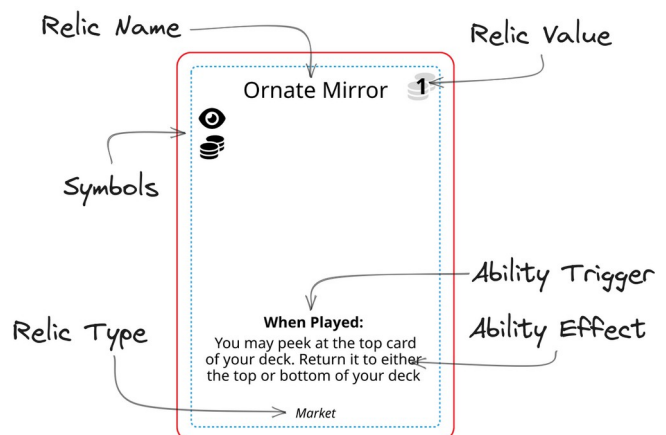 Relic Name
Relic Value
Ornate Mirror
1
Symbols
Ability Trigger
When Played:
Relic Type
Ability Effect
You may peek at the top card
of your deck. Return it to either
the top or bottom of your deck
Market